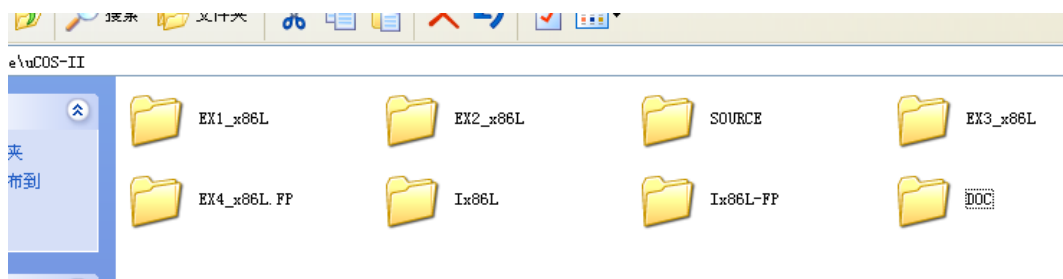 搜索 文件夹
e\uCOS-II
EX1_x86L EX2_x86L SOURCE EX3_x86L
夹
布到
EX4_x86L.FP Ix86L Ix86L-FP DOC